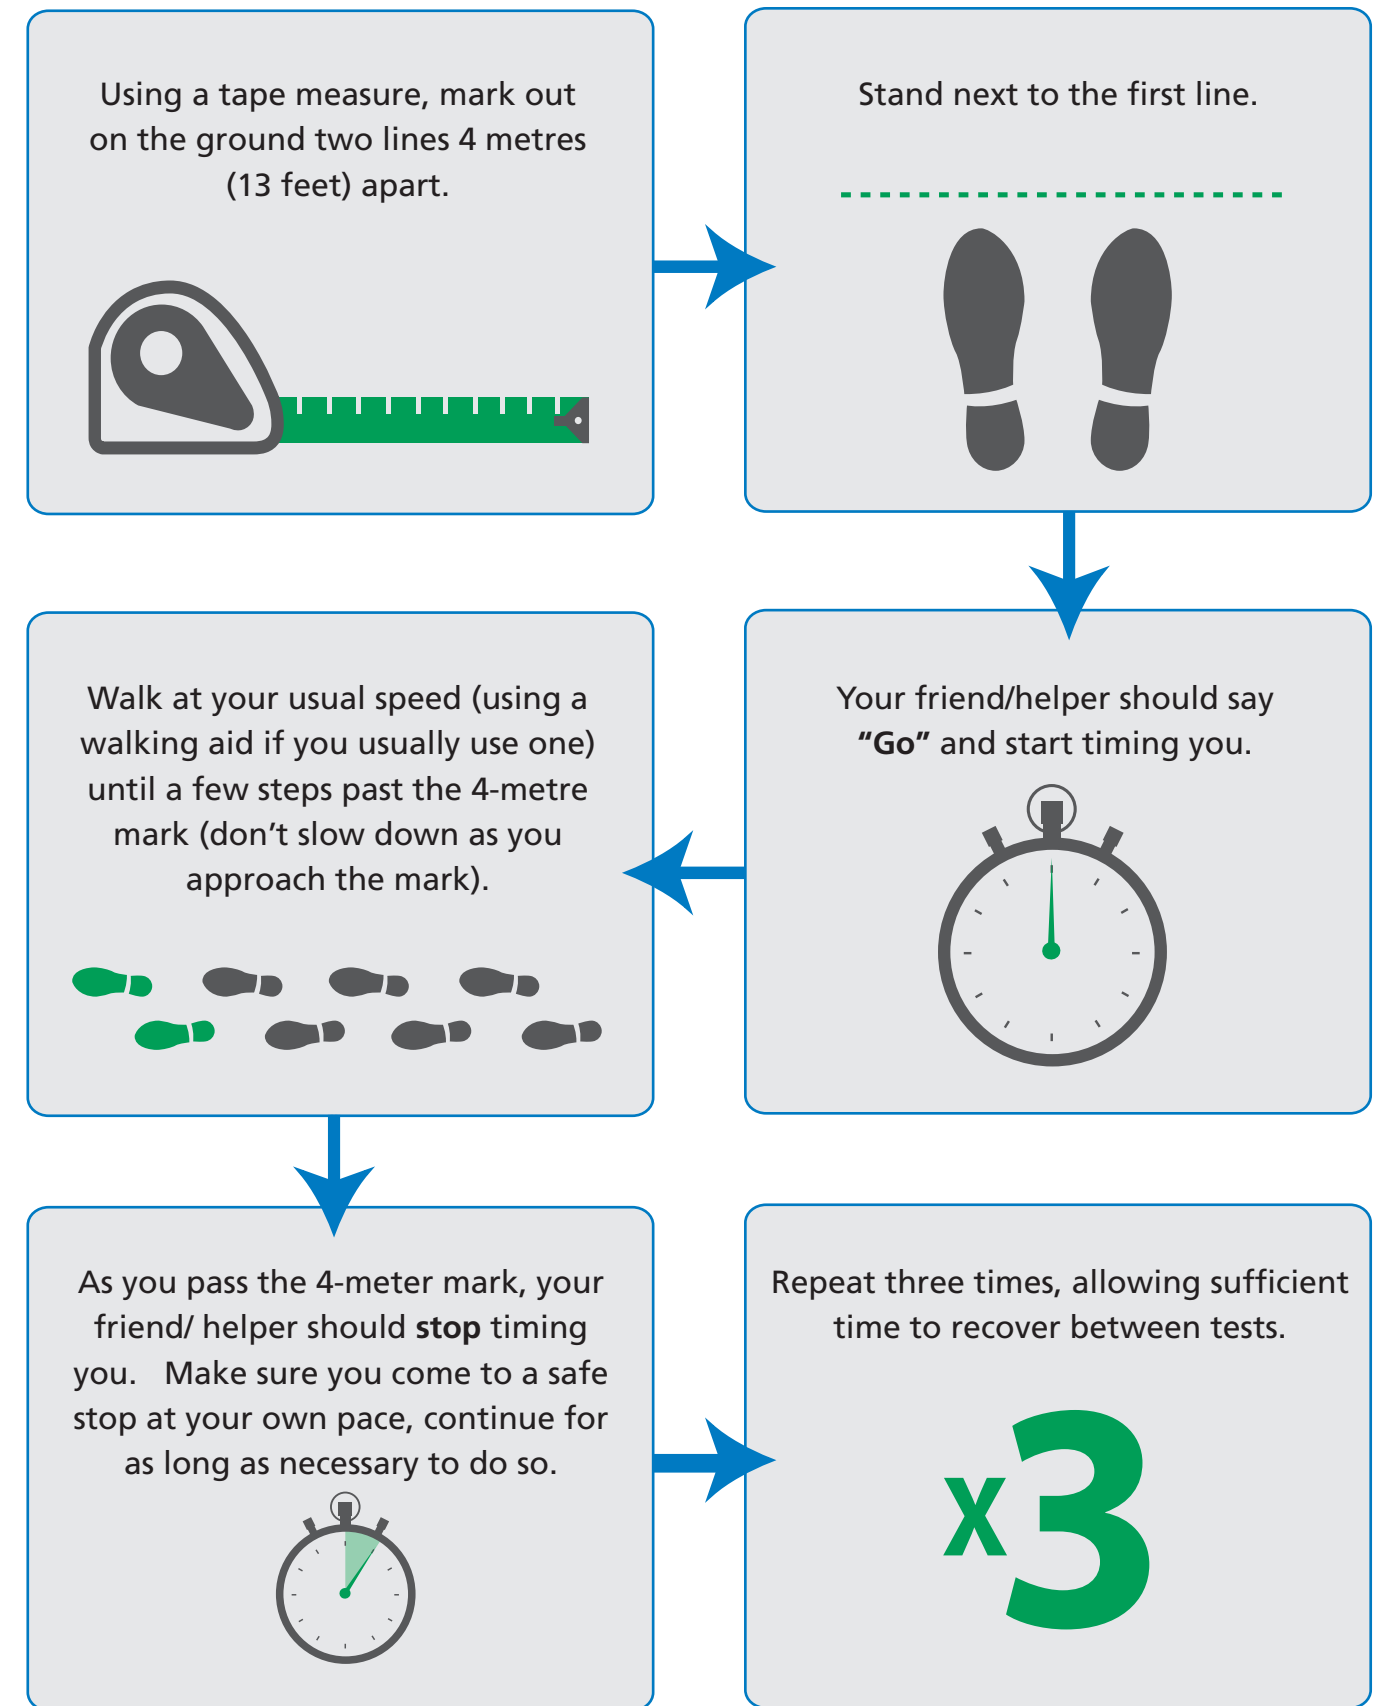 Using a tape measure, mark out
on the ground two lines 4 metres
(13 feet) apart.
Stand next to the first line.
Your friend/helper should say
“Go” and start timing you.
Walk at your usual speed (using a
walking aid if you usually use one)
until a few steps past the 4-metre
mark (don’t slow down as you
approach the mark).
As you pass the 4-meter mark, your
friend/ helper should stop timing
you.   Make sure you come to a safe
stop at your own pace, continue for
as long as necessary to do so.
Repeat three times, allowing sufficient
time to recover between tests.
x3